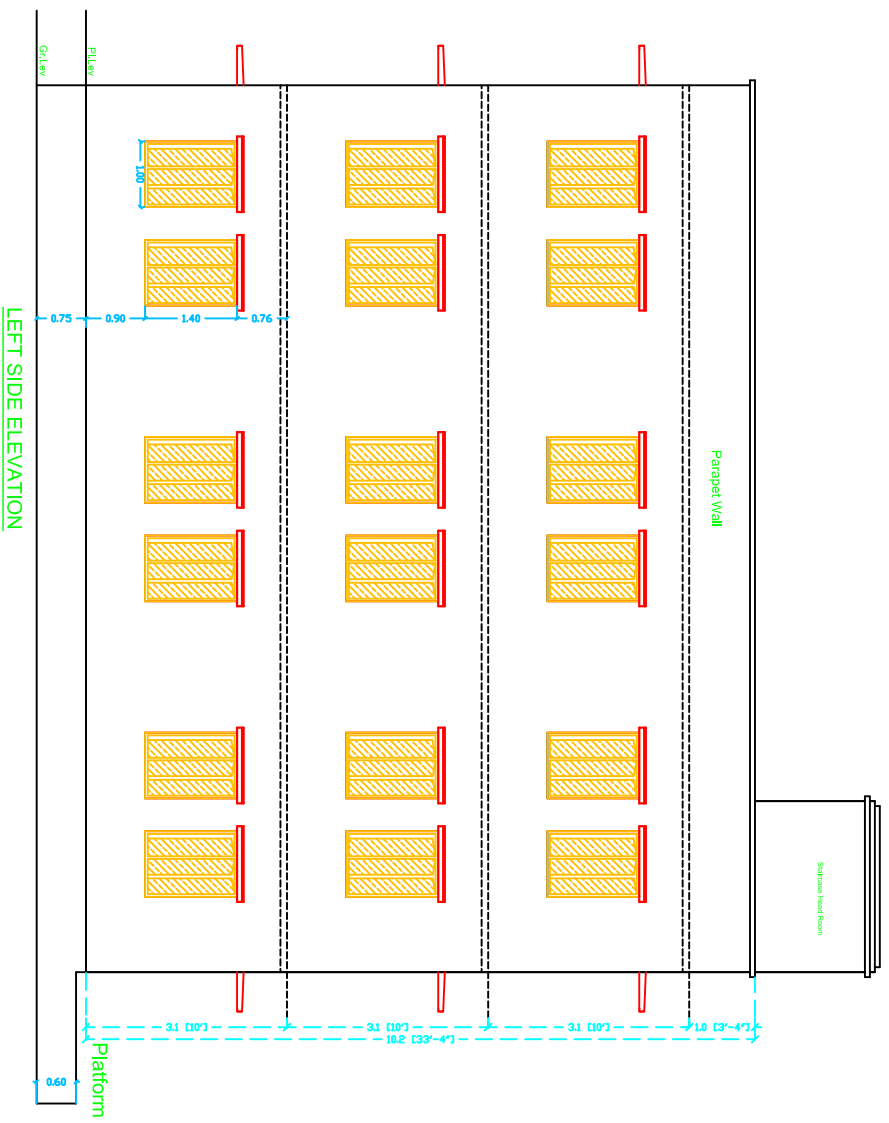 Staircase Head Room
Parapet Wall
1.0 [3'-4"]
3.1 [10']
3.1 [10']
3.1 [10']
10.2 [33'-4"]
0.76
1.40
0.90
0.75
1.00
Pl.Lev
Gr.Lev
Platform
0.60
LEFT SIDE ELEVATION